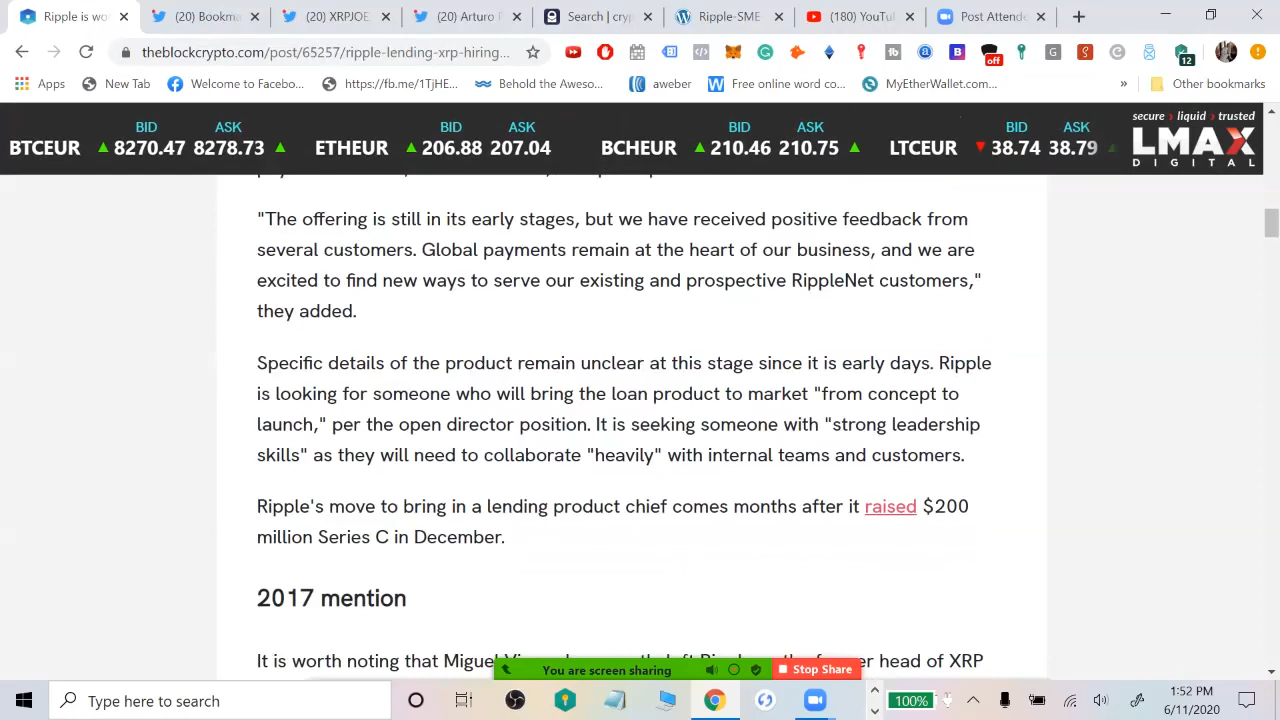 Ripple is wo
(20) Bookma
(20) XRPJOE
(20) Arturo P
Search | cryp
Ripple-SME
(180) YouTu
Post Attende
theblockcrypto.com/post/65257/ripple-lending-xrp-hiring...
off
12
Apps
New Tab
Welcome to Facebo...
https://fb.me/1TjHE...
Behold the Aweso...
aweber
Free online word co...
MyEtherWallet.com...
»
Other bookmarks
BID ASK
BTCEUR 8270.47 8278.73
BID ASK
ETHEUR 206.88 207.04
BID ASK
BCHEUR 210.46 210.75
BID ASK
LTCEUR 38.74 38.79
secure › liquid › trusted
LMAX
DIGITAL
"The offering is still in its early stages, but we have received positive feedback from
several customers. Global payments remain at the heart of our business, and we are
excited to find new ways to serve our existing and prospective RippleNet customers,"
they added.
Specific details of the product remain unclear at this stage since it is early days. Ripple
is looking for someone who will bring the loan product to market "from concept to
launch," per the open director position. It is seeking someone with "strong leadership
skills" as they will need to collaborate "heavily" with internal teams and customers.
Ripple's move to bring in a lending product chief comes months after it raised $200
million Series C in December.
2017 mention
It is worth noting that Miguel head of XRP
You are screen sharing
Stop Share
Type here to search
100%
1:52 PM
6/11/2020